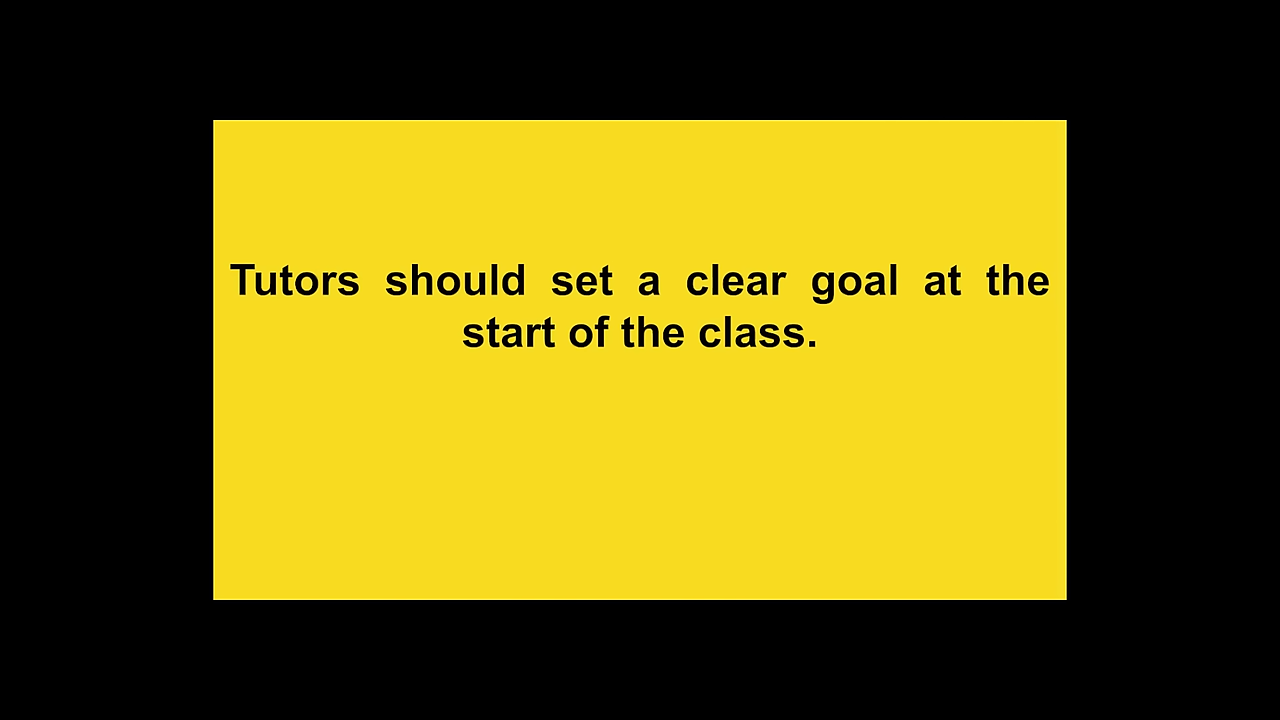 Tutors should set a clear goal at the
start of the class.